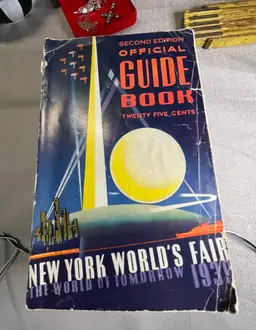 SECOND EDITION
OFFICIAL
GUIDE
BOOK
TWENTY FIVE CENTS
NEW YORK WORLD'S FAIR
THE WORLD OF TOMORROW 1939